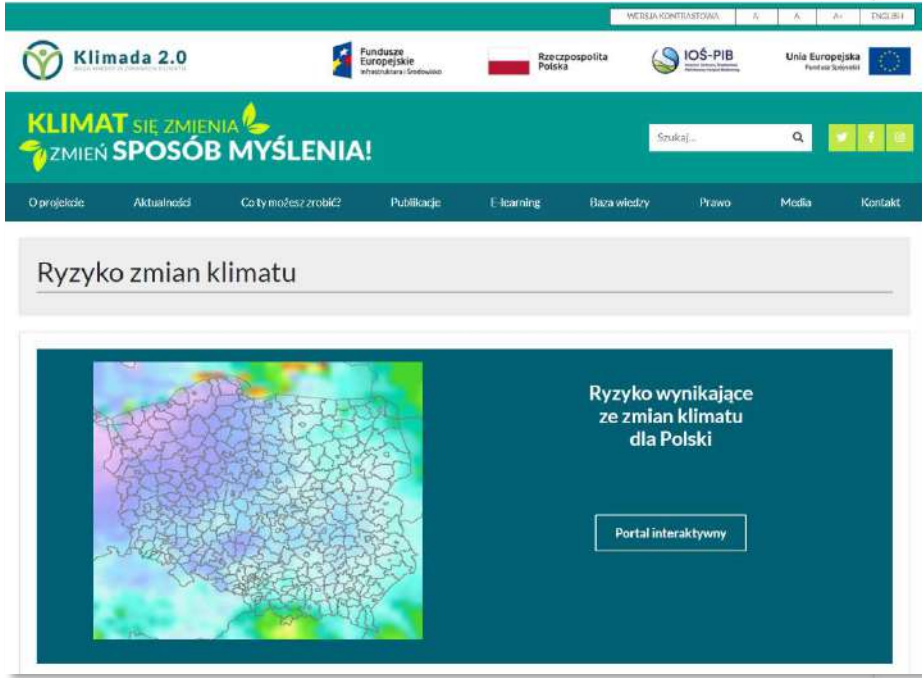 WERSJA KONTRASTOWA A- A A+ ENGLISH
Klimada 2.0
Fundusze
Europejskie
Infrastruktura i Środowisko
Rzeczpospolita
Polska
IOŚ-PIB
Unia Europejska
Fundusz Spójności
KLIMAT SIĘ ZMIENIA
ZMIEŃ SPOSÓB MYŚLENIA!
Szukaj...
O projekcie Aktualności Co ty możesz zrobić? Publikacje E-learning Baza wiedzy Prawo Media Kontakt
Ryzyko zmian klimatu
Ryzyko wynikające
ze zmian klimatu
dla Polski
Portal interaktywny